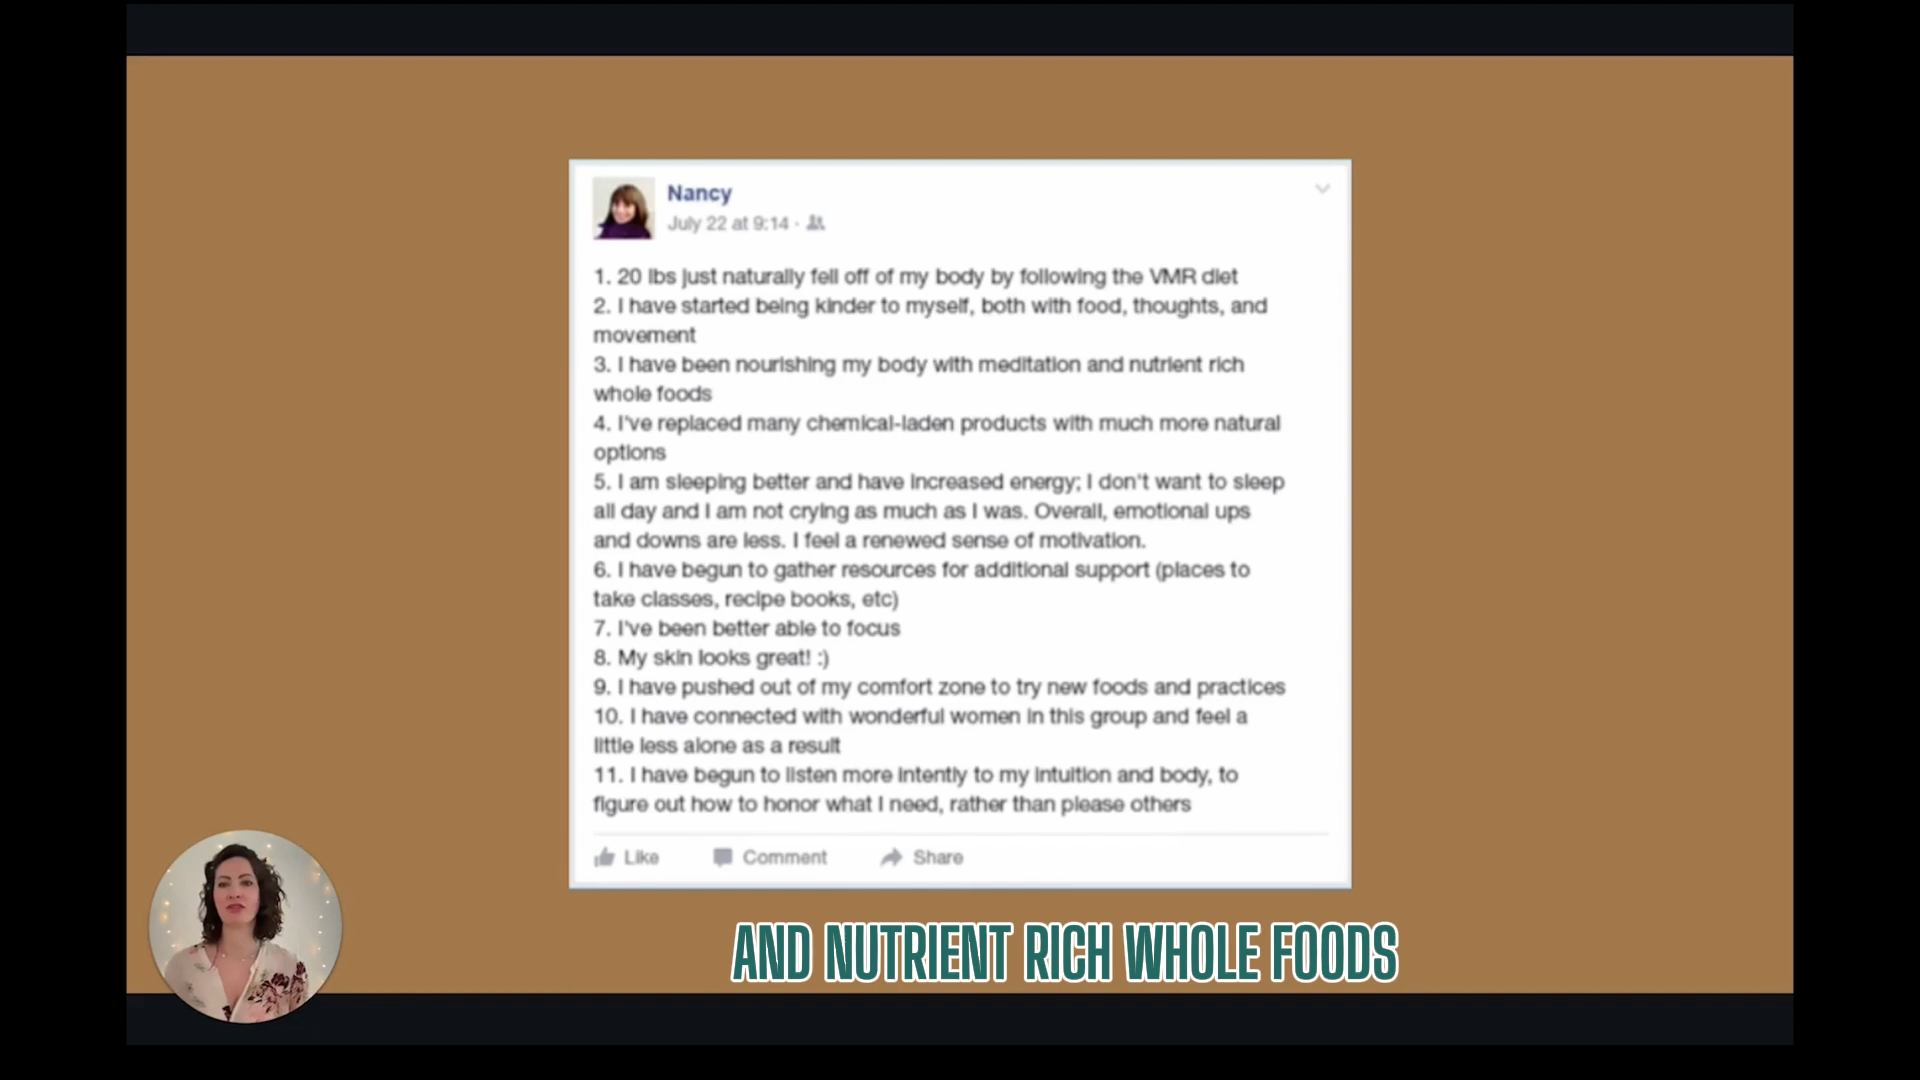 Nancy
July 22 at 9:14 ·
1. 20 lbs just naturally fell off of my body by following the VMR diet
2. I have started being kinder to myself, both with food, thoughts, and
movement
3. I have been nourishing my body with meditation and nutrient rich
whole foods
4. I've replaced many chemical-laden products with much more natural
options
5. I am sleeping better and have increased energy; I don't want to sleep
all day and I am not crying as much as I was. Overall, emotional ups
and downs are less. I feel a renewed sense of motivation.
6. I have begun to gather resources for additional support (places to
take classes, recipe books, etc)
7. I've been better able to focus
8. My skin looks great! :)
9. I have pushed out of my comfort zone to try new foods and practices
10. I have connected with wonderful women in this group and feel a
little less alone as a result
11. I have begun to listen more intently to my intuition and body, to
figure out how to honor what I need, rather than please others
Like Comment Share
AND NUTRIENT RICH WHOLE FOODS